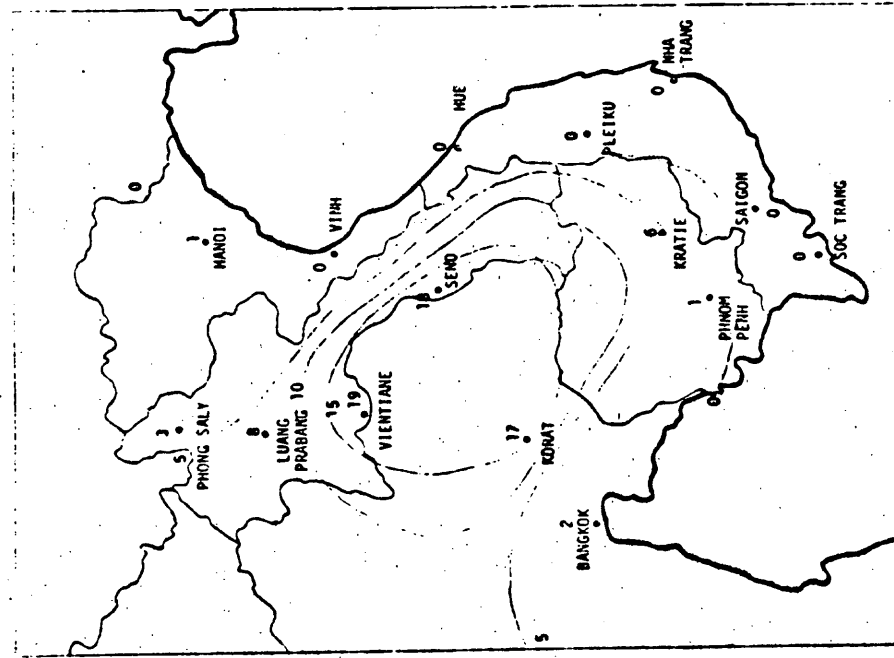 0
1
HANOI
3
5
PHONG SALY
8
LUANG
PRABANG
10
15
19
VIENTIANE
0
VINH
18
SENO
0
HUE
17
KORAT
2
BANGKOK
5
0
PLEIKU
6
KRATIE
0
NHA
TRANG
1
PHNOM
PENH
0
SAIGON
0
SOC TRANG
0